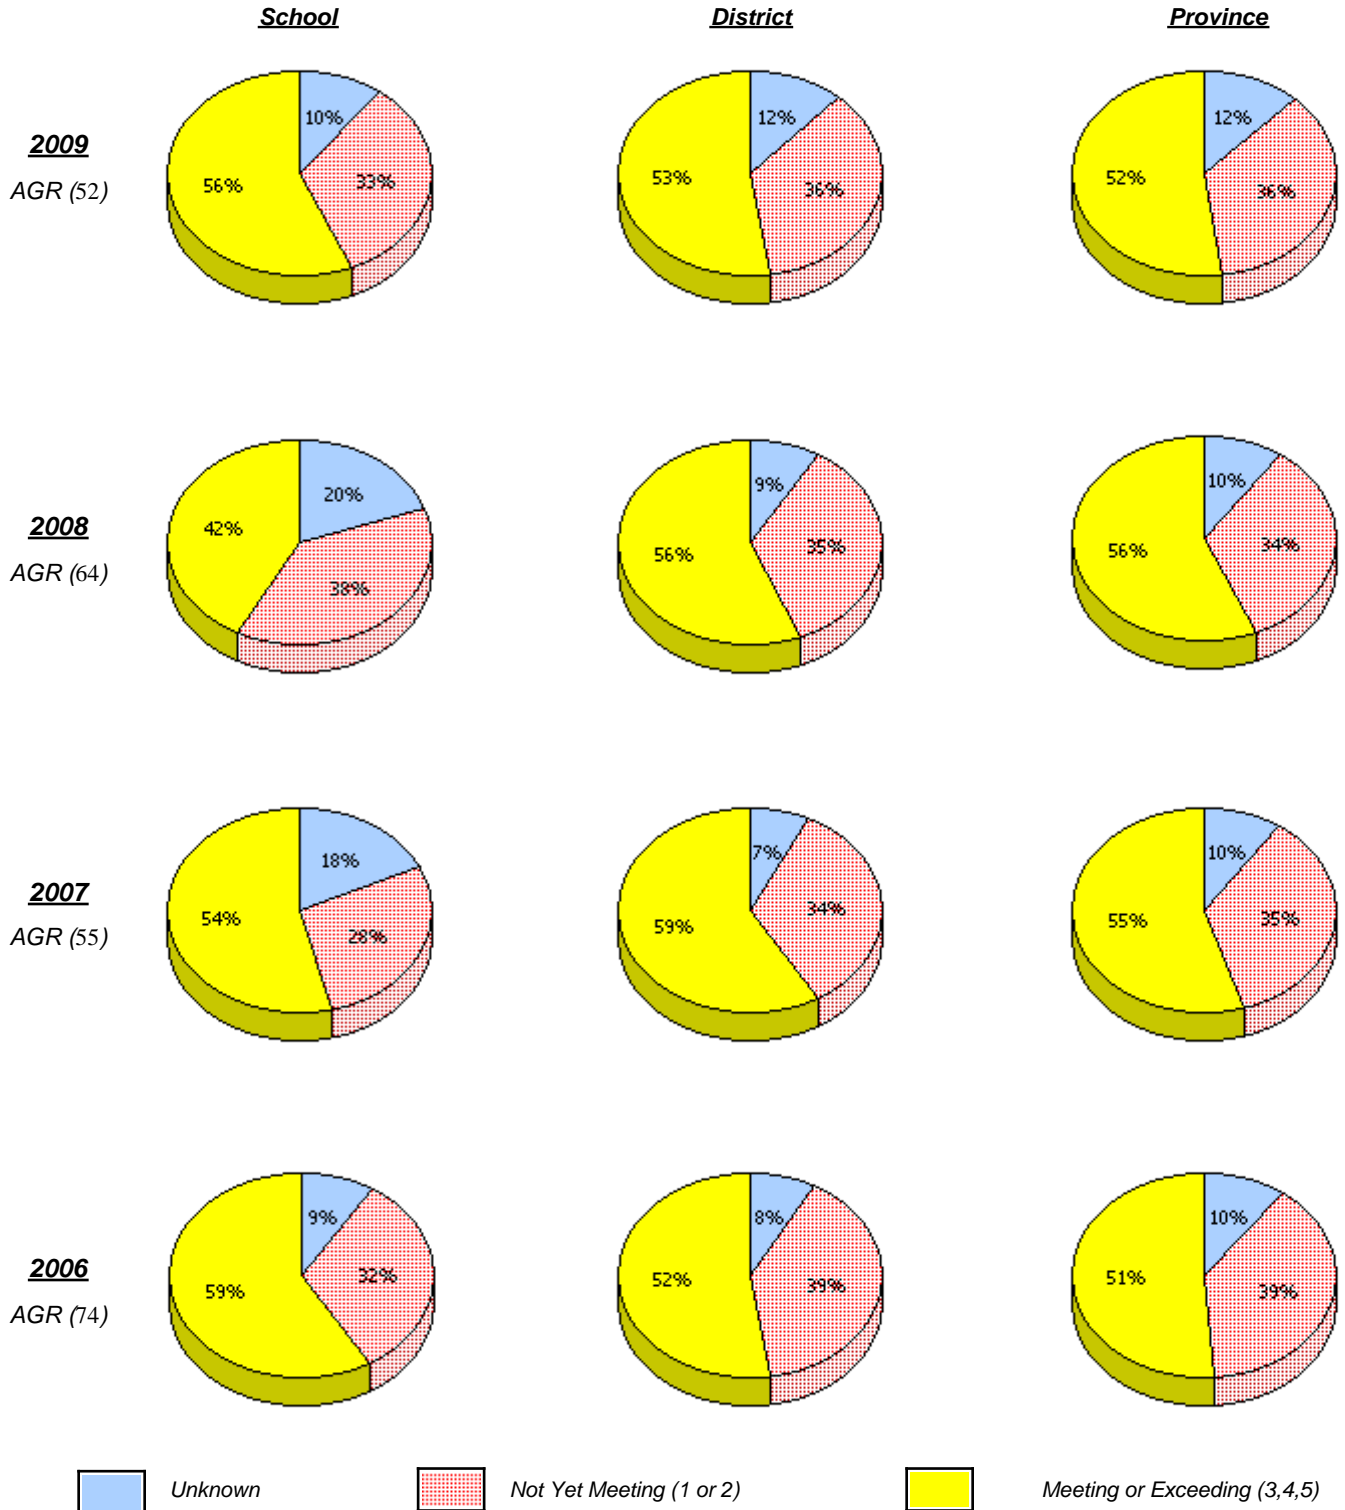 School District Province
10% 12% 12%
2009
56% 33% 53% 36% 52% 36%
AGR (52)
20% 9% 10%
2008
42% 38% 56% 35% 56% 34%
AGR (64)
18% 7% 10%
2007
54% 28% 59% 34% 55% 35%
AGR (55)
9% 8% 10%
2006
59% 32% 52% 39% 51% 39%
AGR (74)
Unknown Not Yet Meeting (1 or 2) Meeting or Exceeding (3,4,5)